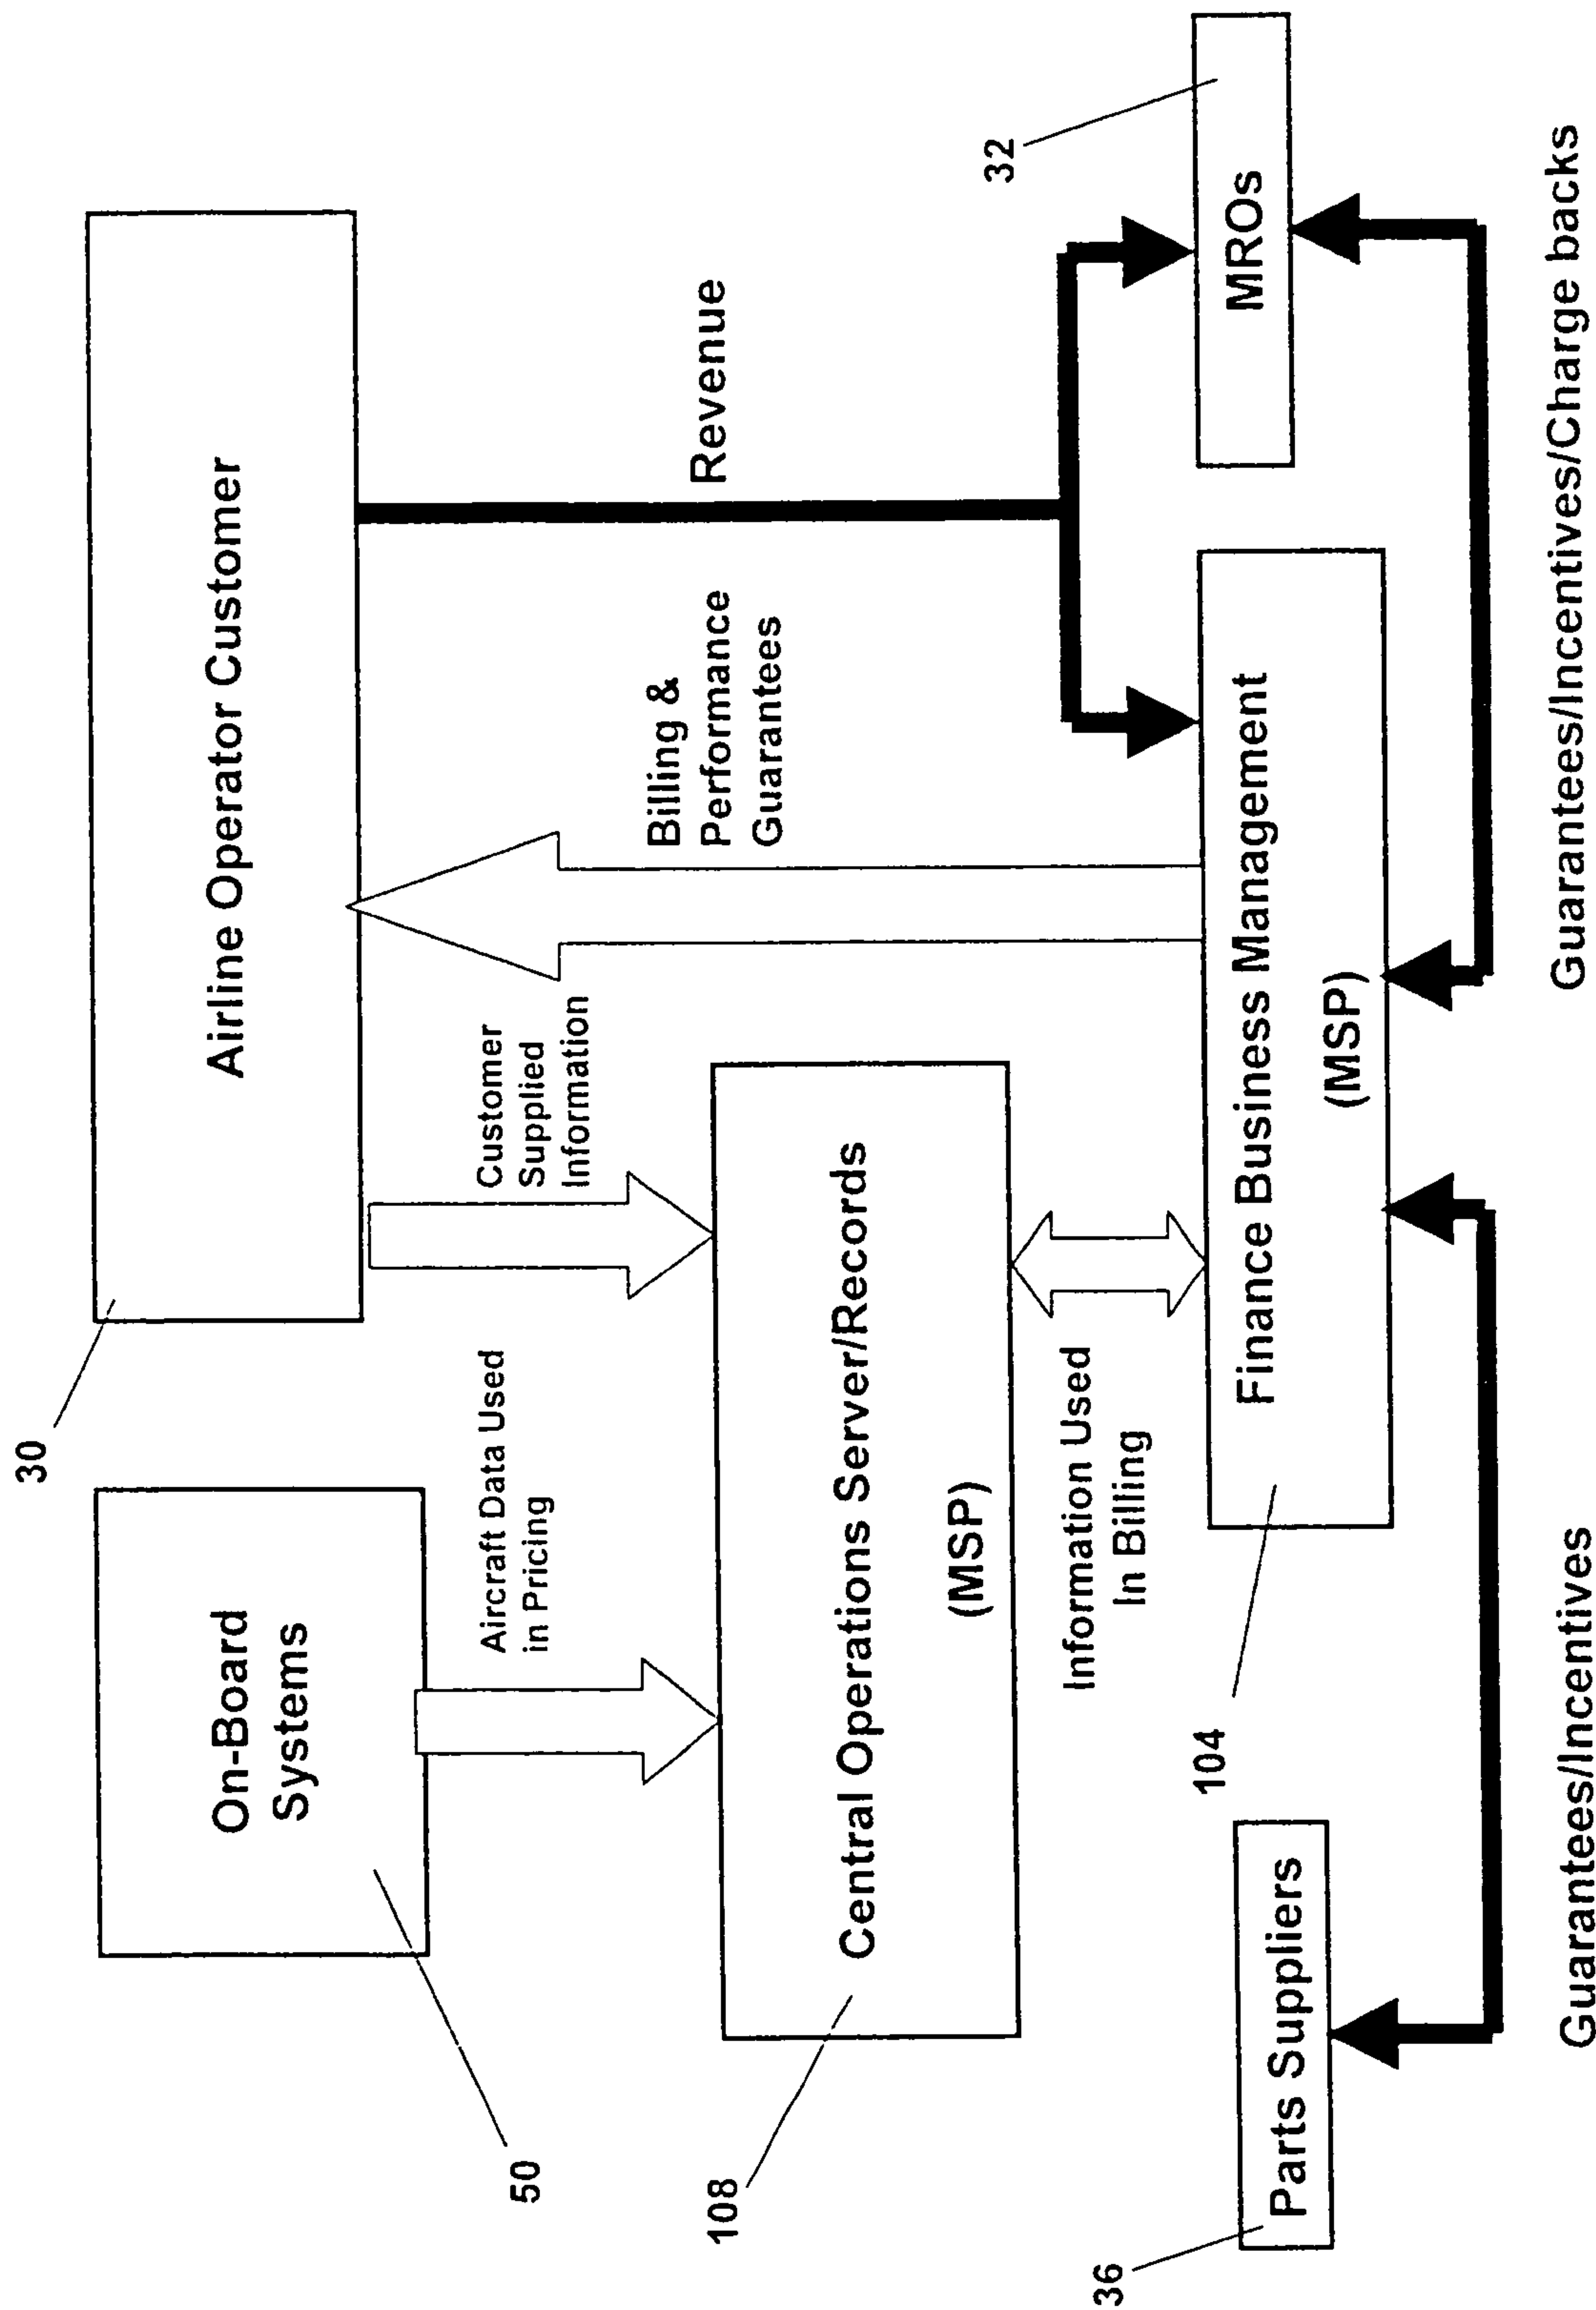 30
Airline Operator Customer
On-Board
Systems
50
Aircraft Data Used
in Pricing
Customer
Supplied
Information
Billing &
Performance
Guarantees
Revenue
108
Central Operations Server/Records
(MSP)
Information Used
In Billing
32
MROs
104
Finance Business Management
(MSP)
36
Parts Suppliers
Guarantees/Incentives
Guarantees/Incentives/Charge backs